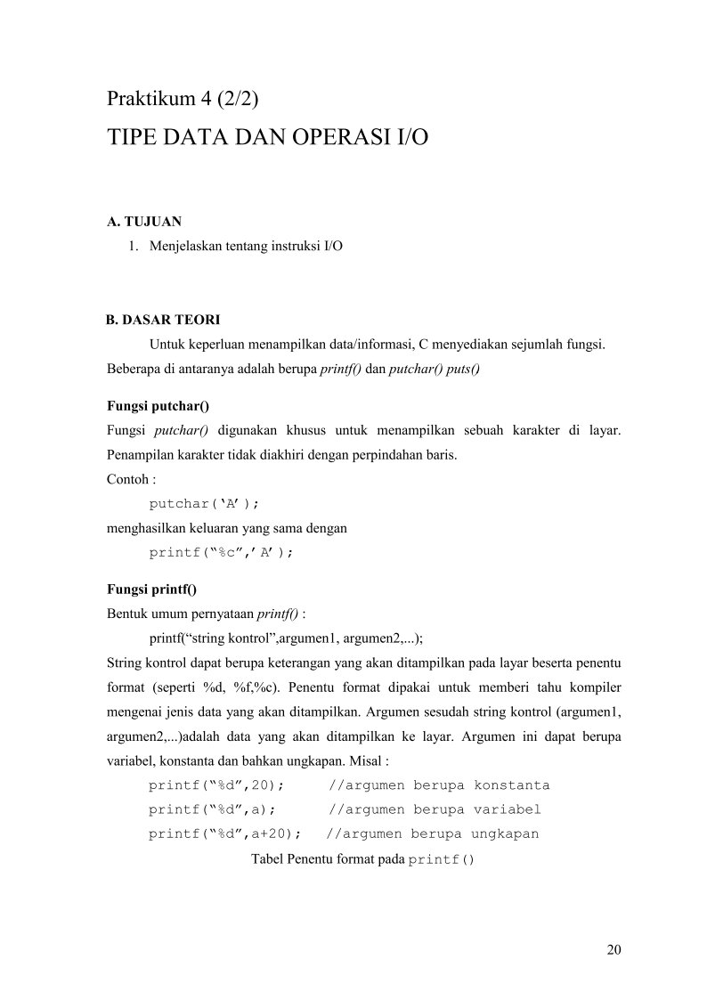 Praktikum 4 (2/2)
TIPE DATA DAN OPERASI I/O
A. TUJUAN
1. Menjelaskan tentang instruksi I/O
B. DASAR TEORI
Untuk keperluan menampilkan data/informasi, C menyediakan sejumlah fungsi.
Beberapa di antaranya adalah berupa printf() dan putchar() puts()
Fungsi putchar()
Fungsi putchar() digunakan khusus untuk menampilkan sebuah karakter di layar.
Penampilan karakter tidak diakhiri dengan perpindahan baris.
Contoh :
putchar(‘A’);
menghasilkan keluaran yang sama dengan
printf(“%c”,’A’);
Fungsi printf()
Bentuk umum pernyataan printf() :
printf(“string kontrol”,argumen1, argumen2,...);
String kontrol dapat berupa keterangan yang akan ditampilkan pada layar beserta penentu
format (seperti %d, %f,%c). Penentu format dipakai untuk memberi tahu kompiler
mengenai jenis data yang akan ditampilkan. Argumen sesudah string kontrol (argumen1,
argumen2,...)adalah data yang akan ditampilkan ke layar. Argumen ini dapat berupa
variabel, konstanta dan bahkan ungkapan. Misal :
printf(“%d”,20); //argumen berupa konstanta
printf(“%d”,a); //argumen berupa variabel
printf(“%d”,a+20); //argumen berupa ungkapan
Tabel Penentu format pada printf()
20